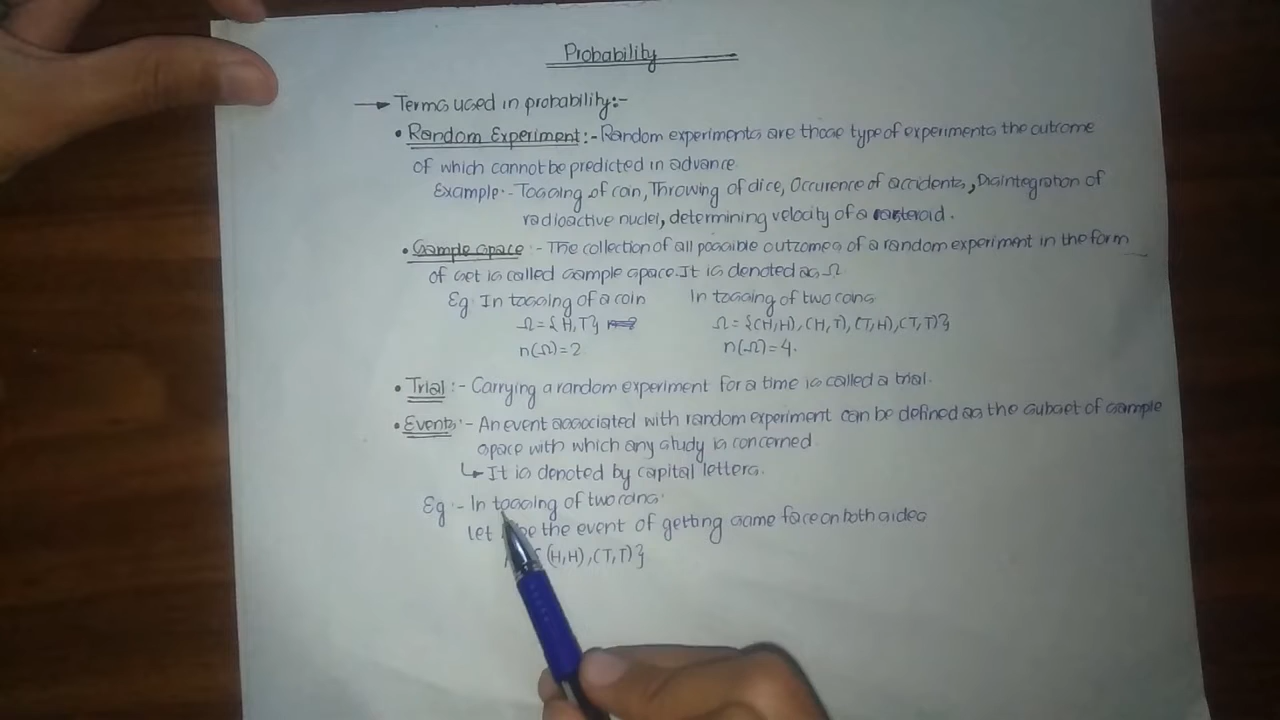 Probability
→ Terms used in probability:-
• Random Experiment:- Random experiments are those type of experiments the outcome
of which cannot be predicted in advance
Example:- Tossing of coin, Throwing of dice, Occurence of accidents, Disintegration of
radioactive nuclei, determining velocity of a asteroid.
• Sample space:- The collection of all possible outcomes of a random experiment in the form
of set is called sample space. It is denoted as Ω
Eg In tossing of a coin In tossing of two coins
Ω = {H,T} Ω = {(H,H), (H,T), (T,H), (T,T)}
n(Ω) = 2 n(Ω) = 4.
• Trial:- Carrying a random experiment for a time is called a trial.
• Events:- An event associated with random experiment can be defined as the subset of sample
space with which any study is concerned
↳ It is denoted by capital letters.
Eg:- In tossing of two coins.
Let be the event of getting same face on both sides
{(H,H), (T,T)}